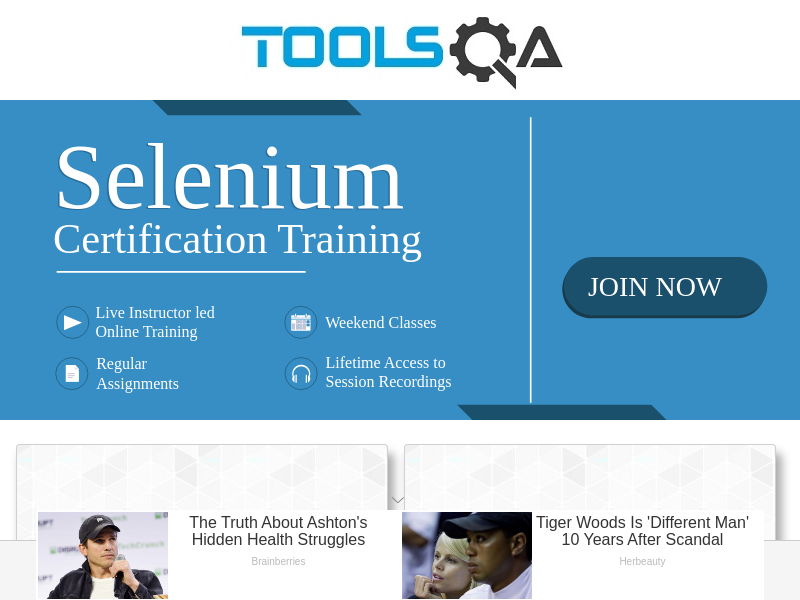 TOOLSQA
Selenium
Certification Training
Live Instructor led
Online Training
Weekend Classes
Regular
Assignments
Lifetime Access to
Session Recordings
JOIN NOW
The Truth About Ashton's
Hidden Health Struggles
Brainberries
Tiger Woods Is 'Different Man'
10 Years After Scandal
Herbeauty